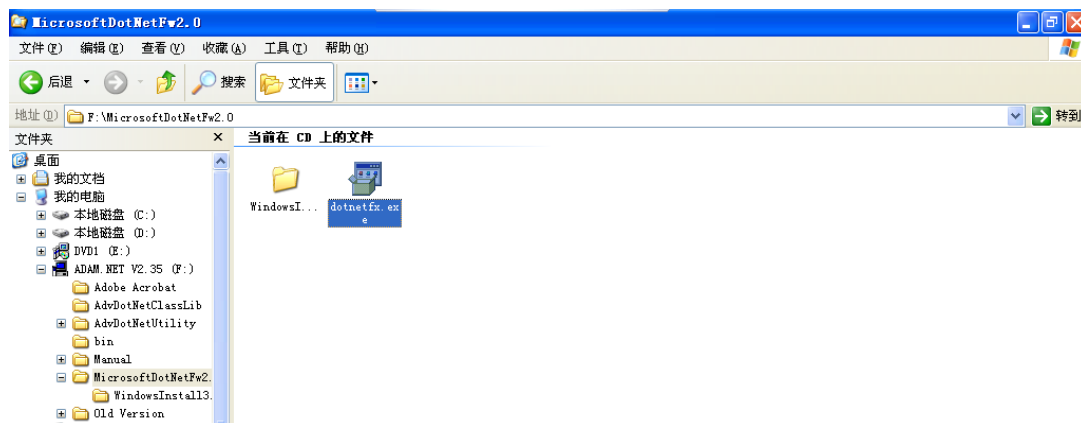 MicrosoftDotNetFw2.0
文件(F) 编辑(E) 查看(V) 收藏(A) 工具(T) 帮助(H)
后退 搜索 文件夹
地址(D) F:\MicrosoftDotNetFw2.0 转到
文件夹 × 当前在 CD 上的文件
桌面
我的文档
我的电脑
本地磁盘 (C:)
本地磁盘 (D:)
DVD1 (E:)
ADAM.NET V2.35 (F:)
Adobe Acrobat
AdvDotNetClassLib
AdvDotNetUtility
bin
Manual
MicrosoftDotNetFw2.
WindowsInstall3.
Old Version
WindowsI...
dotnetfx.ex
e